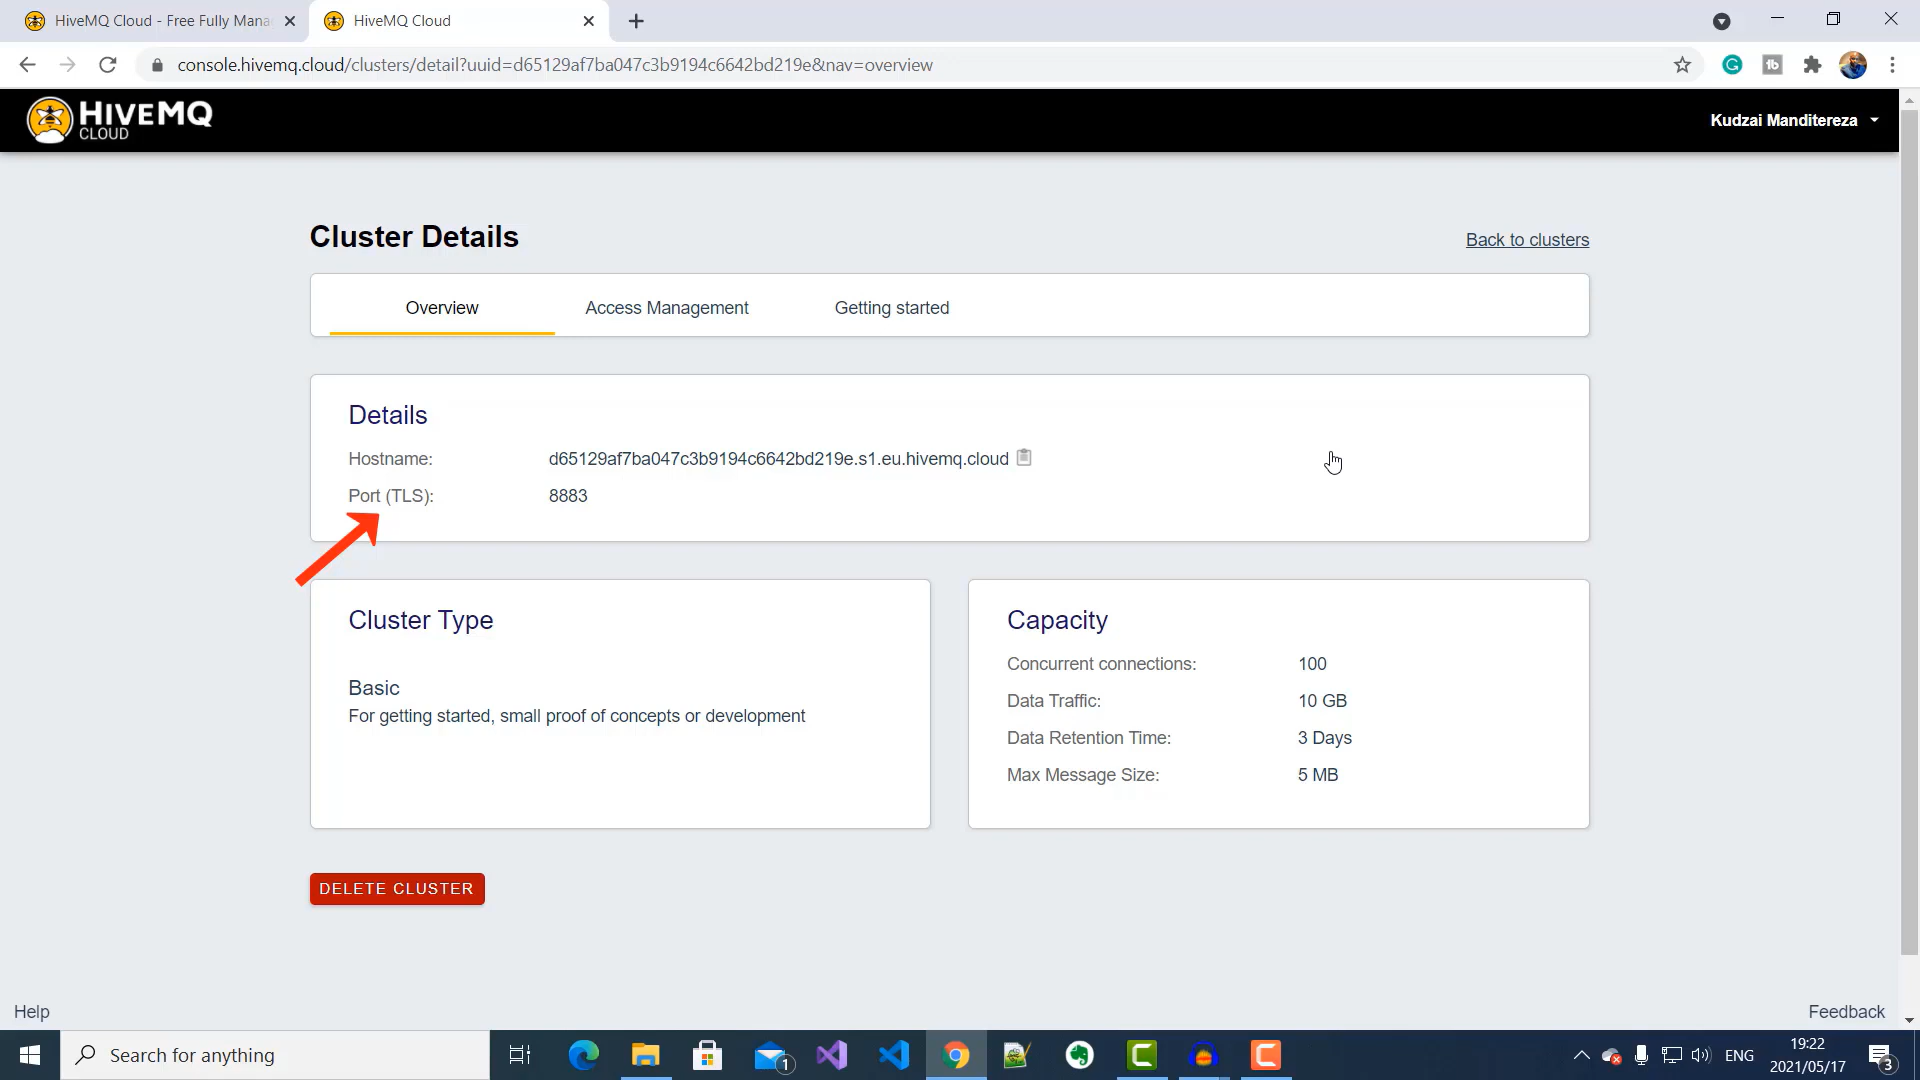 HiveMQ Cloud - Free Fully Mana
HiveMQ Cloud
console.hivemq.cloud/clusters/detail?uuid=d65129af7ba047c3b9194c6642bd219e&nav=overview
HiveMQ
CLOUD
Kudzai Manditereza
Cluster Details
Back to clusters
Overview
Access Management
Getting started
Details
Hostname:
d65129af7ba047c3b9194c6642bd219e.s1.eu.hivemq.cloud
Port (TLS):
8883
Cluster Type
Basic
For getting started, small proof of concepts or development
Capacity
Concurrent connections:
100
Data Traffic:
10 GB
Data Retention Time:
3 Days
Max Message Size:
5 MB
DELETE CLUSTER
Help
Feedback
Search for anything
1
ENG
19:22
2021/05/17
3